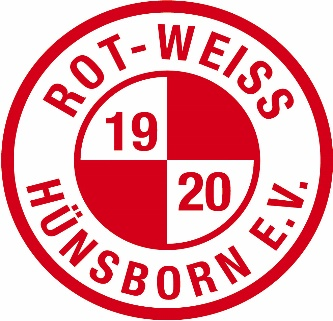 ROT-WEISS
19
20
HÜNSBORN E.V.